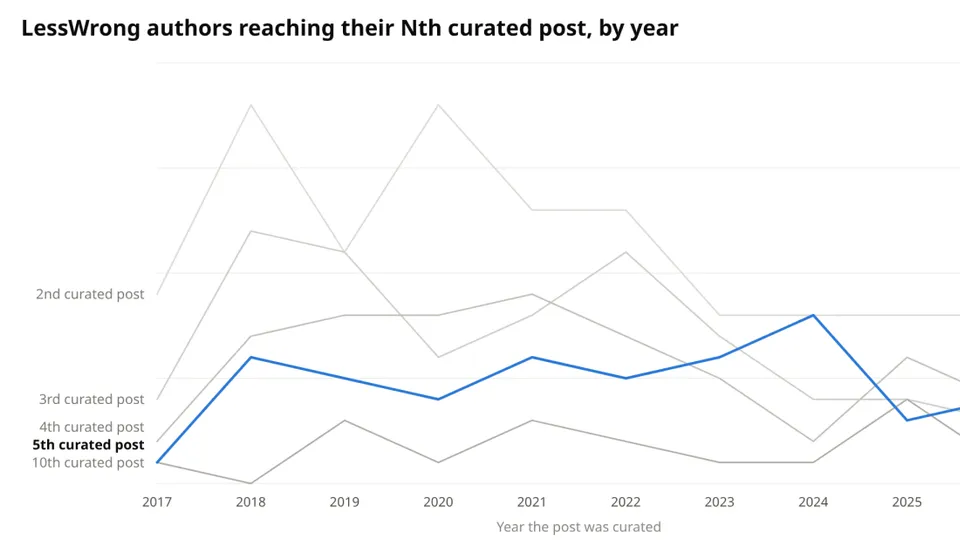 LessWrong authors reaching their Nth curated post, by year
2nd curated post
3rd curated post
4th curated post
5th curated post
10th curated post
2017 2018 2019 2020 2021 2022 2023 2024 2025
Year the post was curated